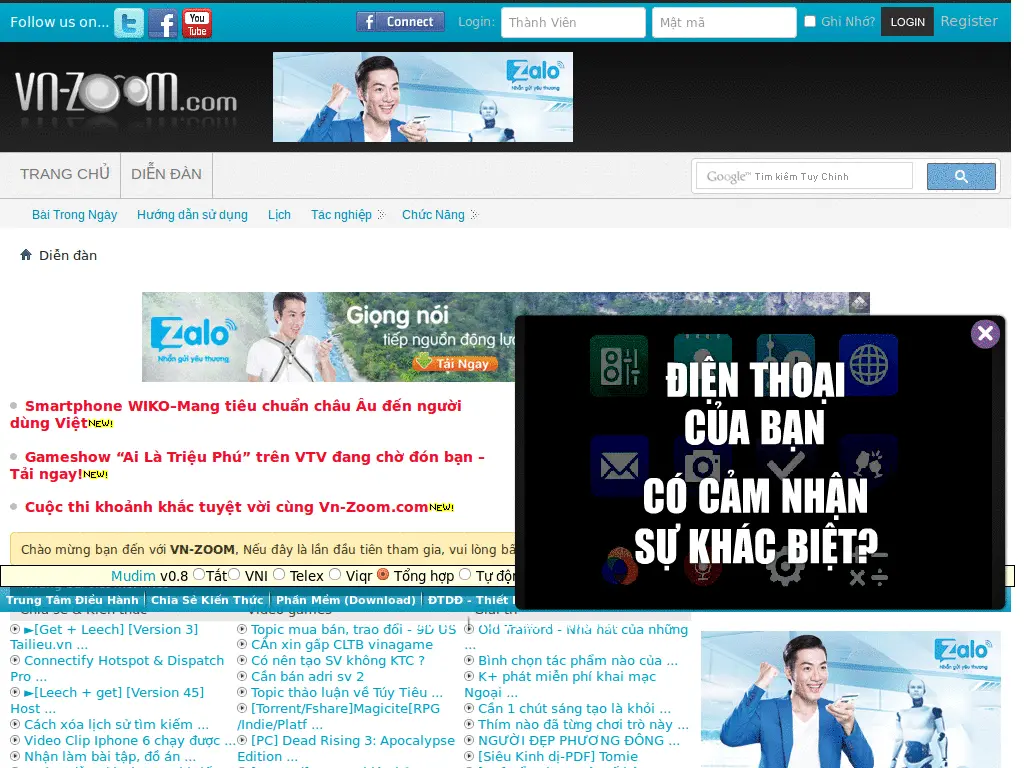 Follow us on...
You
Tube
Connect
Login:
Thành Viên
Mật mã
Ghi Nhớ?
LOGIN
Register
VN-ZOOM.com
Zalo
Nhắn gửi yêu thương
TRANG CHỦ
DIỄN ĐÀN
Google™ Tìm kiếm Tùy Chỉnh
Bài Trong Ngày
Hướng dẫn sử dụng
Lịch
Tác nghiệp
Chức Năng
Diễn đàn
Zalo
Nhắn gửi yêu thương
Giọng nói
tiếp nguồn động lực
Tải Ngay
ĐIỆN THOẠI
CỦA BẠN
CÓ CẢM NHẬN
SỰ KHÁC BIỆT?
Smartphone WIKO–Mang tiêu chuẩn châu Âu đến người
dùng Việt NEW!
Gameshow “Ai Là Triệu Phú” trên VTV đang chờ đón bạn –
Tải ngay! NEW!
Cuộc thi khoảnh khắc tuyệt vời cùng Vn-Zoom.com NEW!
Chào mừng bạn đến với VN-ZOOM, Nếu đây là lần đầu tiên tham gia, vui lòng
Mudim v0.8 Tắt VNI Telex Viqr Tổng hợp Tự
Trung Tâm Điều Hành
Chia Sẻ Kiến Thức
Phần Mềm (Download)
ĐTDĐ - Thiết
Chia sẻ & Kiến thức
Video games
Giải
►[Get + Leech] [Version 3]
Tailieu.vn ...
Connectify Hotspot & Dispatch
Pro ...
►[Leech + get] [Version 45]
Host ...
Cách xóa lịch sử tìm kiếm ...
Video Clip Iphone 6 chạy được ...
Nhận làm bài tập, đồ án ...
Topic mua bán, trao đổi - 9D US
Cần xin gấp CLTB vinagame
Có nên tạo SV không KTC ?
Cần bán adri sv 2
Topic thảo luận về Túy Tiêu ...
[Torrent/Fshare]Magicite[RPG
/Indie/Platf ...
[PC] Dead Rising 3: Apocalypse
Edition ...
Old Trafford - Nhà hát của những
...
Bình chọn tác phẩm nào của ...
K+ phát miễn phí khai mạc
Ngoại ...
Cần 1 chút sáng tạo là khỏi ...
Thím nào đã từng chơi trò này ...
NGƯỜI ĐẸP PHƯƠNG ĐÔNG ...
[Siêu Kinh dị-PDF] Tomie
Zalo
Nhắn gửi yêu thương